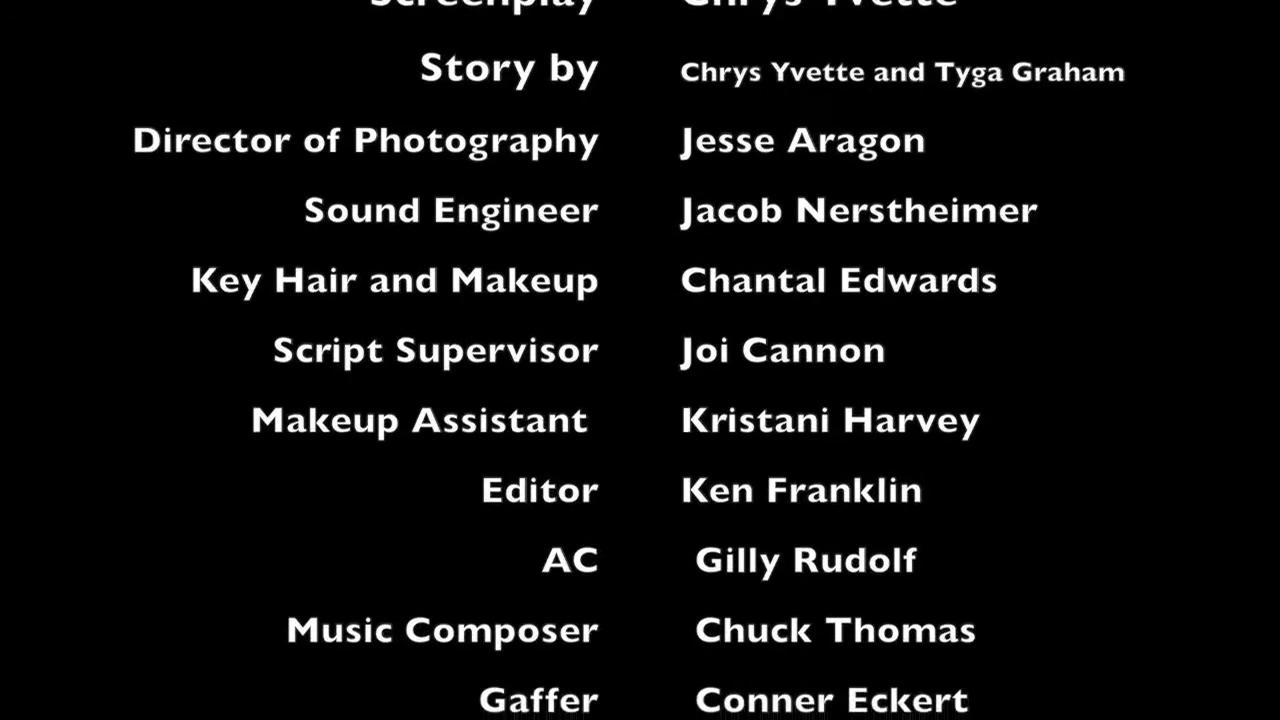 Screenplay Chrys Yvette
Story by Chrys Yvette and Tyga Graham
Director of Photography Jesse Aragon
Sound Engineer Jacob Nerstheimer
Key Hair and Makeup Chantal Edwards
Script Supervisor Joi Cannon
Makeup Assistant Kristani Harvey
Editor Ken Franklin
AC Gilly Rudolf
Music Composer Chuck Thomas
Gaffer Conner Eckert